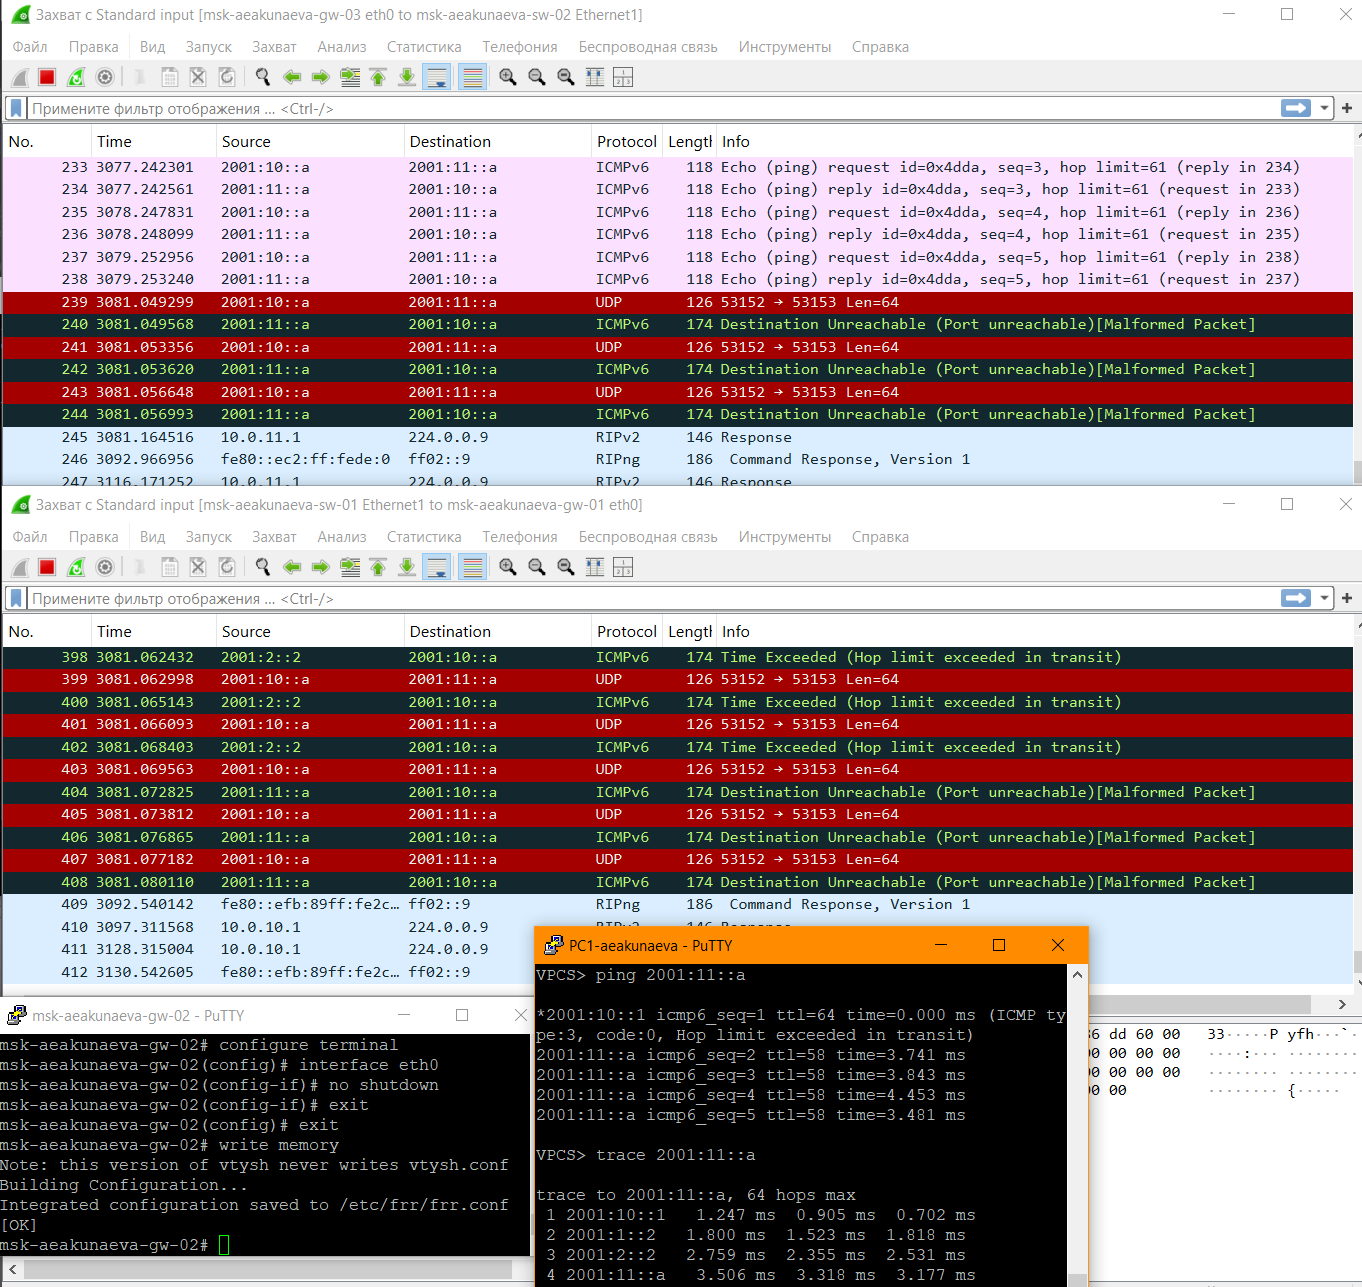 Захват с Standard input [msk-aeakunaeva-gw-03 eth0 to msk-aeakunaeva-sw-02 Ethernet1]
Файл Правка Вид Запуск Захват Анализ Статистика Телефония Беспроводная связь Инструменты Справка
Примените фильтр отображения ... <Ctrl-/>
No. Time Source Destination Protocol Length Info
233 3077.242301 2001:10::a 2001:11::a ICMPv6 118 Echo (ping) request id=0x4dda, seq=3, hop limit=61 (reply in 234)
234 3077.242561 2001:11::a 2001:10::a ICMPv6 118 Echo (ping) reply id=0x4dda, seq=3, hop limit=61 (request in 233)
235 3078.247831 2001:10::a 2001:11::a ICMPv6 118 Echo (ping) request id=0x4dda, seq=4, hop limit=61 (reply in 236)
236 3078.248099 2001:11::a 2001:10::a ICMPv6 118 Echo (ping) reply id=0x4dda, seq=4, hop limit=61 (request in 235)
237 3079.252956 2001:10::a 2001:11::a ICMPv6 118 Echo (ping) request id=0x4dda, seq=5, hop limit=61 (reply in 238)
238 3079.253240 2001:11::a 2001:10::a ICMPv6 118 Echo (ping) reply id=0x4dda, seq=5, hop limit=61 (request in 237)
239 3081.049299 2001:10::a 2001:11::a UDP 126 53152 → 53153 Len=64
240 3081.049568 2001:11::a 2001:10::a ICMPv6 174 Destination Unreachable (Port unreachable)[Malformed Packet]
241 3081.053356 2001:10::a 2001:11::a UDP 126 53152 → 53153 Len=64
242 3081.053620 2001:11::a 2001:10::a ICMPv6 174 Destination Unreachable (Port unreachable)[Malformed Packet]
243 3081.056648 2001:10::a 2001:11::a UDP 126 53152 → 53153 Len=64
244 3081.056993 2001:11::a 2001:10::a ICMPv6 174 Destination Unreachable (Port unreachable)[Malformed Packet]
245 3081.164516 10.0.11.1 224.0.0.9 RIPv2 146 Response
246 3092.966956 fe80::ec2:ff:fede:0 ff02::9 RIPng 186 Command Response, Version 1
247 3116.171252 10.0.11.1 224.0.0.9 RIPv2 146 Response
Захват с Standard input [msk-aeakunaeva-sw-01 Ethernet1 to msk-aeakunaeva-gw-01 eth0]
Файл Правка Вид Запуск Захват Анализ Статистика Телефония Беспроводная связь Инструменты Справка
Примените фильтр отображения ... <Ctrl-/>
No. Time Source Destination Protocol Length Info
398 3081.062432 2001:2::2 2001:10::a ICMPv6 174 Time Exceeded (Hop limit exceeded in transit)
399 3081.062998 2001:10::a 2001:11::a UDP 126 53152 → 53153 Len=64
400 3081.065143 2001:2::2 2001:10::a ICMPv6 174 Time Exceeded (Hop limit exceeded in transit)
401 3081.066093 2001:10::a 2001:11::a UDP 126 53152 → 53153 Len=64
402 3081.068403 2001:2::2 2001:10::a ICMPv6 174 Time Exceeded (Hop limit exceeded in transit)
403 3081.069563 2001:10::a 2001:11::a UDP 126 53152 → 53153 Len=64
404 3081.072825 2001:11::a 2001:10::a ICMPv6 174 Destination Unreachable (Port unreachable)[Malformed Packet]
405 3081.073812 2001:10::a 2001:11::a UDP 126 53152 → 53153 Len=64
406 3081.076865 2001:11::a 2001:10::a ICMPv6 174 Destination Unreachable (Port unreachable)[Malformed Packet]
407 3081.077182 2001:10::a 2001:11::a UDP 126 53152 → 53153 Len=64
408 3081.080110 2001:11::a 2001:10::a ICMPv6 174 Destination Unreachable (Port unreachable)[Malformed Packet]
409 3092.540142 fe80::efb:89ff:fe2c… ff02::9 RIPng 186 Command Response, Version 1
410 3097.311568 10.0.10.1 224.0.0.9
411 3128.315004 10.0.10.1 224.0.0.9
412 3130.542605 fe80::efb:89ff:fe2c… ff02::9
msk-aeakunaeva-gw-02 - PuTTY
msk-aeakunaeva-gw-02# configure terminal
msk-aeakunaeva-gw-02(config)# interface eth0
msk-aeakunaeva-gw-02(config-if)# no shutdown
msk-aeakunaeva-gw-02(config-if)# exit
msk-aeakunaeva-gw-02(config)# exit
msk-aeakunaeva-gw-02# write memory
Note: this version of vtysh never writes vtysh.conf
Building Configuration...
Integrated configuration saved to /etc/frr/frr.conf
[OK]
msk-aeakunaeva-gw-02#
PC1-aeakunaeva - PuTTY
VPCS> ping 2001:11::a
*2001:10::1 icmp6_seq=1 ttl=64 time=0.000 ms (ICMP ty
pe:3, code:0, Hop limit exceeded in transit)
2001:11::a icmp6_seq=2 ttl=58 time=3.741 ms
2001:11::a icmp6_seq=3 ttl=58 time=3.843 ms
2001:11::a icmp6_seq=4 ttl=58 time=4.453 ms
2001:11::a icmp6_seq=5 ttl=58 time=3.481 ms
VPCS> trace 2001:11::a
trace to 2001:11::a, 64 hops max
1 2001:10::1 1.247 ms 0.905 ms 0.702 ms
2 2001:1::2 1.800 ms 1.523 ms 1.818 ms
3 2001:2::2 2.759 ms 2.355 ms 2.531 ms
4 2001:11::a 3.506 ms 3.318 ms 3.177 ms
dd 60 00 33·····P yfh···`·
00 00 00 ····:··· ········
00 00 00 ········ ········
00 00 ········ {·····